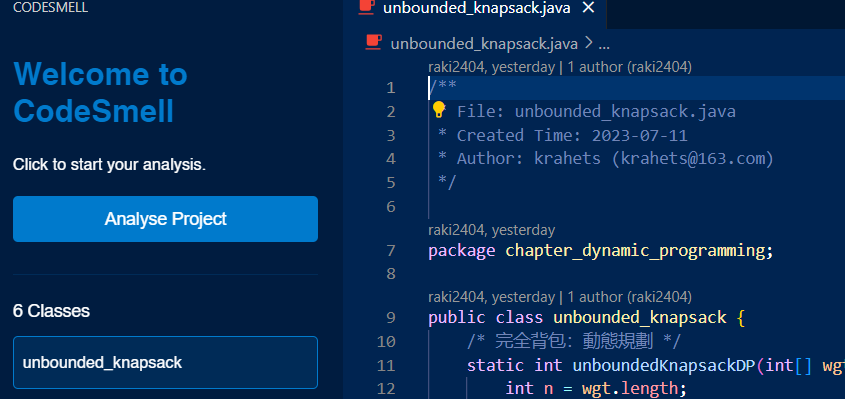 CODESMELL
Welcome to
CodeSmell
Click to start your analysis.
Analyse Project
6 Classes
unbounded_knapsack
unbounded_knapsack.java
unbounded_knapsack.java > ...
raki2404, yesterday | 1 author (raki2404)
1 /**
2 File: unbounded_knapsack.java
3 * Created Time: 2023-07-11
4 * Author: krahets (krahets@163.com)
5 */
6
raki2404, yesterday
7 package chapter_dynamic_programming;
8
raki2404, yesterday | 1 author (raki2404)
9 public class unbounded_knapsack {
10 /* 完全背包：動態規劃 */
11 static int unboundedKnapsackDP(int[] wgt
12 int n = wgt.length;